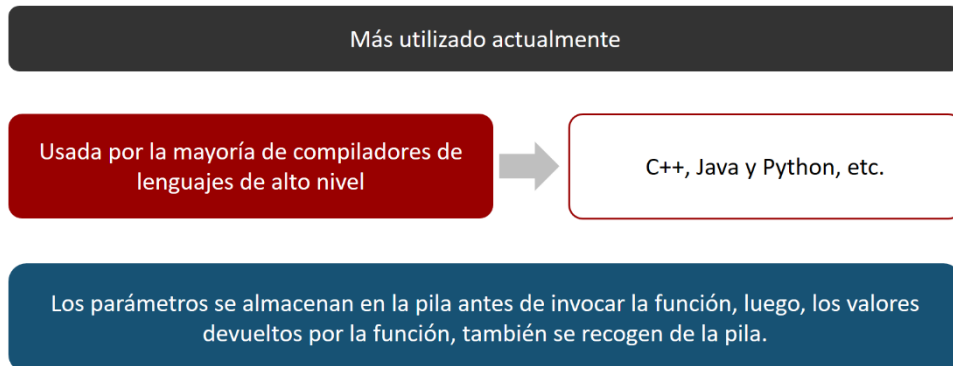 Más utilizado actualmente
Usada por la mayoría de compiladores de
lenguajes de alto nivel
C++, Java y Python, etc.
Los parámetros se almacenan en la pila antes de invocar la función, luego, los valores
devueltos por la función, también se recogen de la pila.